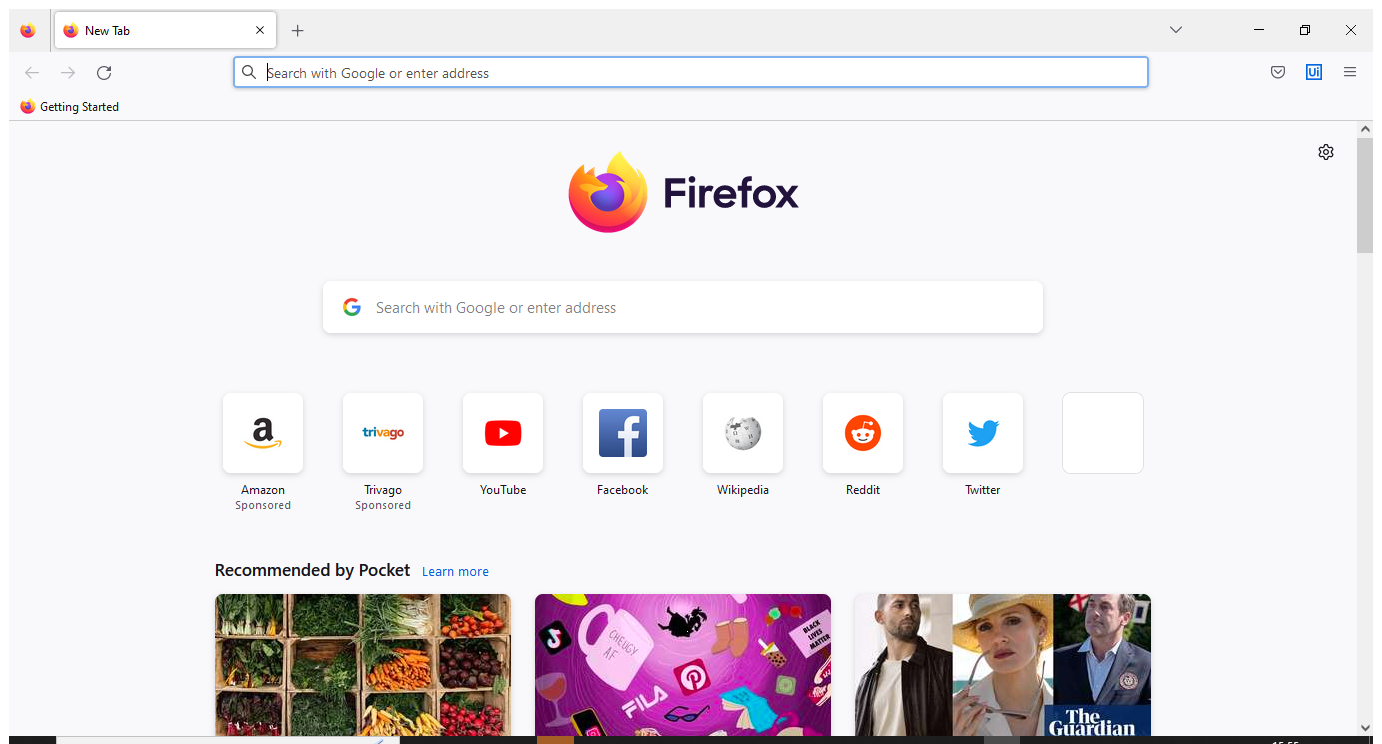 New Tab
Search with Google or enter address
Ui
Getting Started
Firefox
Search with Google or enter address
a
trivago
Amazon
Sponsored
Trivago
Sponsored
YouTube
Facebook
Wikipedia
Reddit
Twitter
Recommended by Pocket Learn more
CHEUGY
AF
BLACK
LIVES
MATTER
FILA
The
Guardian